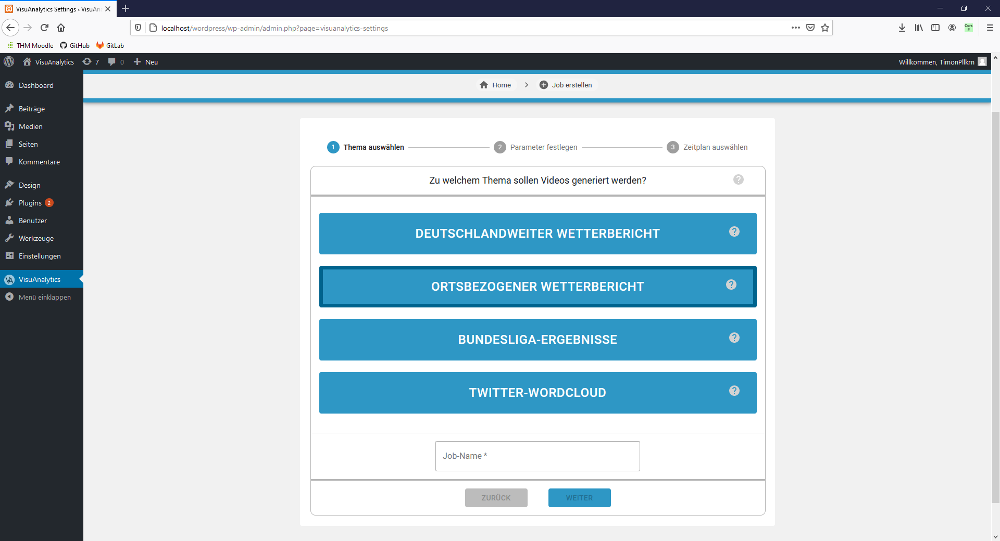 VisuAnalytics Settings ‹ VisuAn
localhost/wordpress/wp-admin/admin.php?page=visuanalytics-settings
Cors
E
THM Moodle
GitHub
GitLab
VisuAnalytics
7
0
Neu
Willkommen, TimonPllkrn
Dashboard
Beiträge
Medien
Seiten
Kommentare
Design
Plugins 2
Benutzer
Werkzeuge
Einstellungen
VA VisuAnalytics
Menü einklappen
Home
Job erstellen
1 Thema auswählen
2 Parameter festlegen
3 Zeitplan auswählen
Zu welchem Thema sollen Videos generiert werden?
?
DEUTSCHLANDWEITER WETTERBERICHT
?
ORTSBEZOGENER WETTERBERICHT
?
BUNDESLIGA-ERGEBNISSE
?
TWITTER-WORDCLOUD
?
Job-Name *
ZURÜCK
WEITER